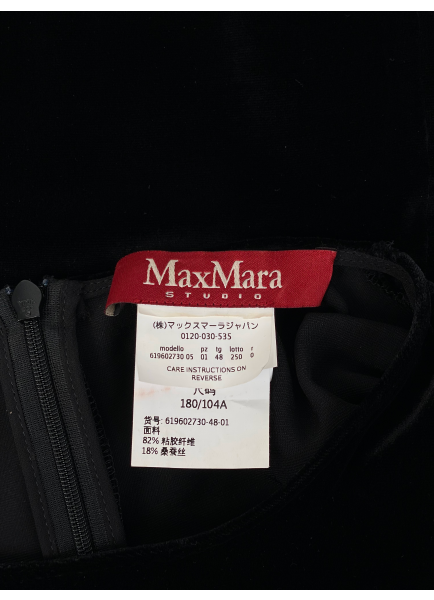 MaxMara
STUDIO
(株)マックスマーラジャパン
0120-030-535
modello pz tg lotto r
619602730 05 01 48 250 0
CARE INSTRUCTIONS ON
REVERSE
尺码
180/104A
货号: 619602730-48-01
面料
82% 粘胶纤维
18% 桑蚕丝